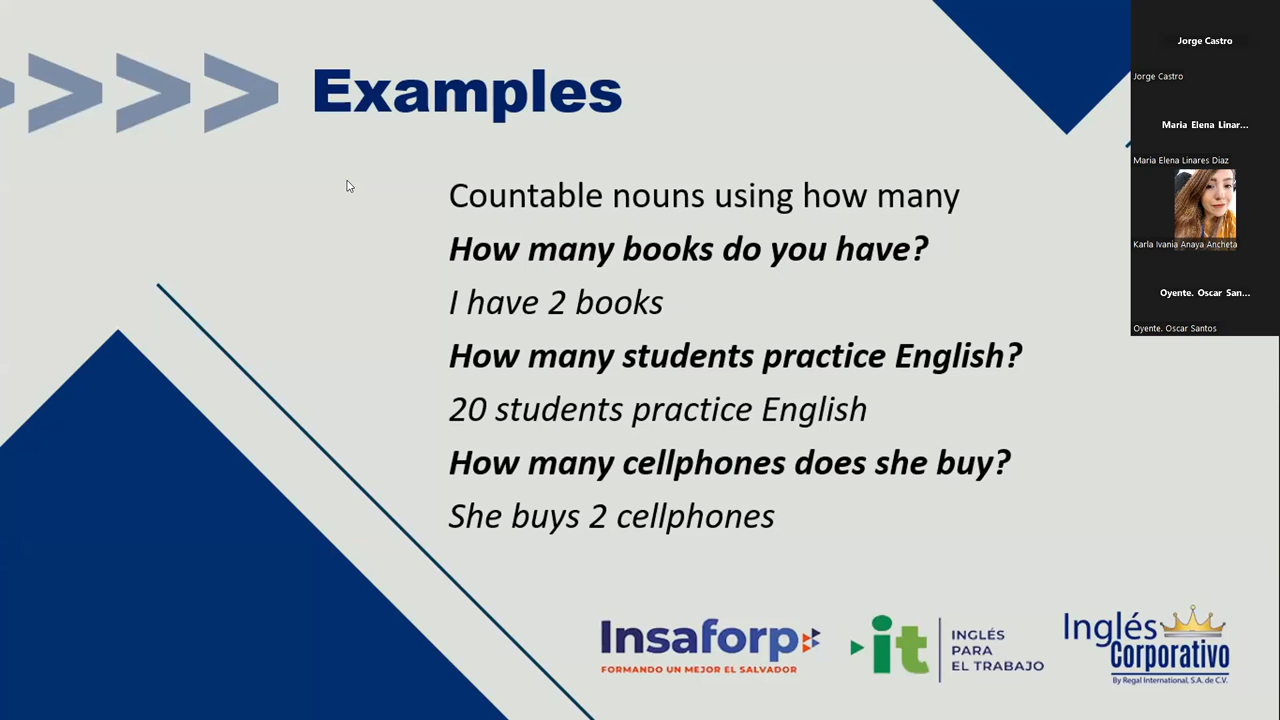 Examples
Countable nouns using how many
How many books do you have?
I have 2 books
How many students practice English?
20 students practice English
How many cellphones does she buy?
She buys 2 cellphones
Insaforp
FORMANDO UN MEJOR EL SALVADOR
it
INGLÉS
PARA
EL TRABAJO
Inglés
Corporativo
By Regal International, S.A. de C.V.
Jorge Castro
Jorge Castro
Maria Elena Linar...
Maria Elena Linares Diaz
Karla Ivania Anaya Ancheta
Oyente. Oscar San...
Oyente. Oscar Santos